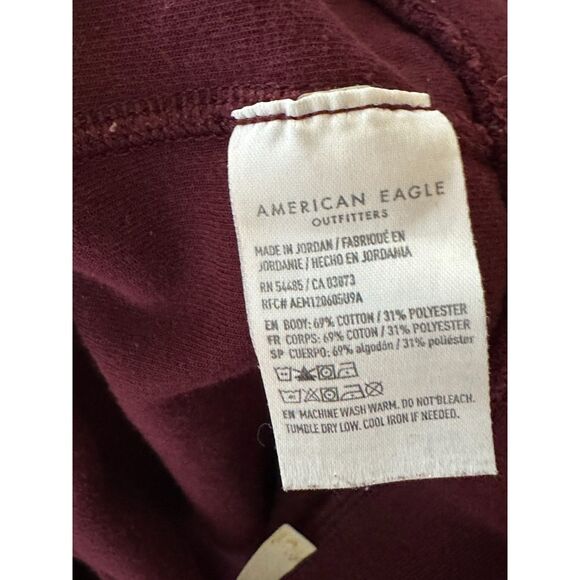 AMERICAN EAGLE
OUTFITTERS
MADE IN JORDAN / FABRIQUÉ EN
JORDANIE / HECHO EN JORDANIA
RN 54485 / CA 03873
RFC# AEM120605U9A
EN BODY: 69% COTTON / 31% POLYESTER
FR CORPS: 69% COTON / 31% POLYESTER
SP CUERPO: 69% algodón / 31% poliéster
EN MACHINE WASH WARM. DO NOT BLEACH.
TUMBLE DRY LOW. COOL IRON IF NEEDED.